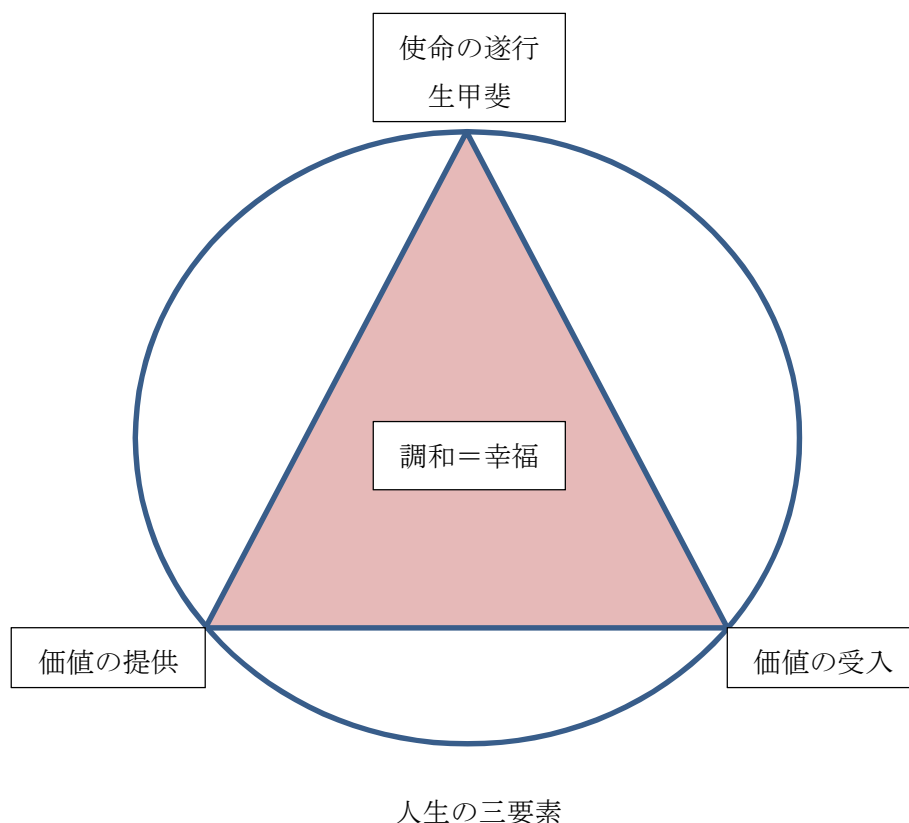 使命の遂行
生甲斐
調和＝幸福
価値の提供
価値の受入
人生の三要素